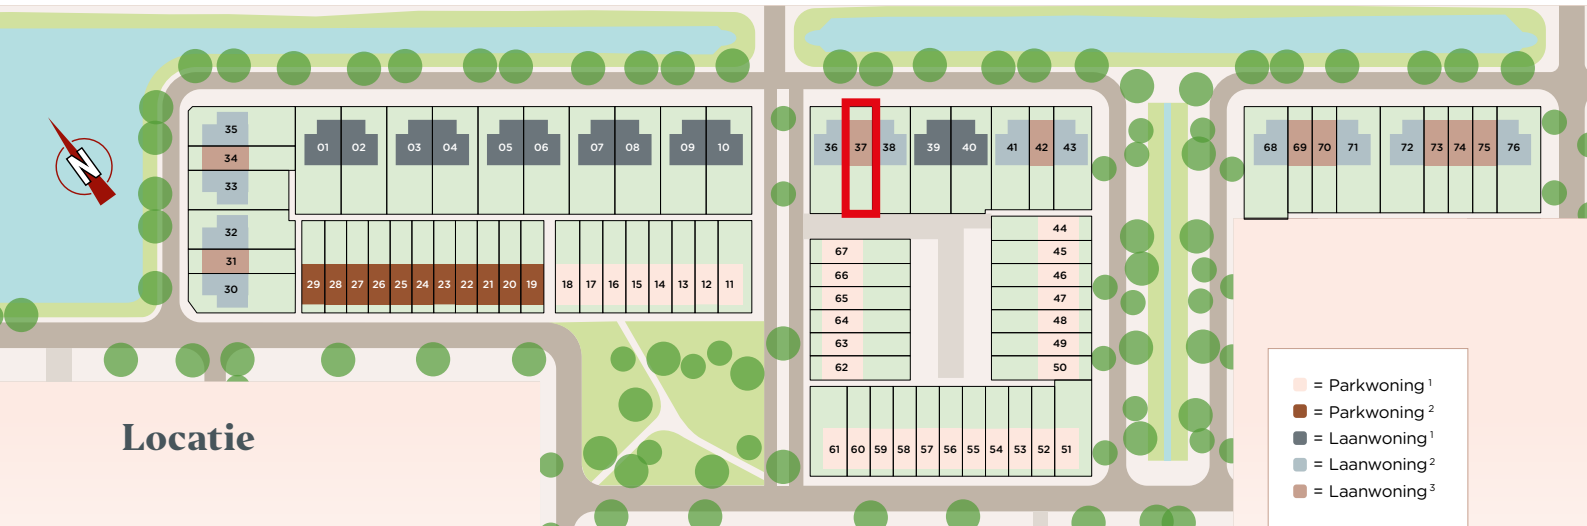 35
34
33
32
31
30
01 02 03 04 05 06 07 08 09 10
29 28 27 26 25 24 23 22 21 20 19
18 17 16 15 14 13 12 11
36 37 38 39 40 41 42 43
44
45
46
47
48
49
50
67
66
65
64
63
62
61 60 59 58 57 56 55 54 53 52 51
68 69 70 71 72 73 74 75 76
N
Locatie
= Parkwoning ¹
= Parkwoning ²
= Laanwoning ¹
= Laanwoning ²
= Laanwoning ³